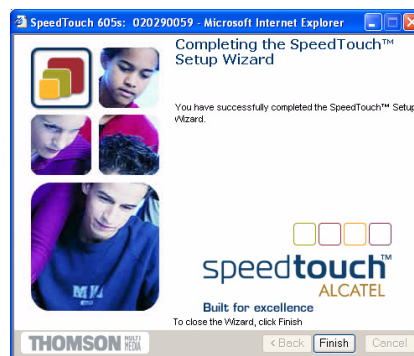 SpeedTouch 605s: 020290059 - Microsoft Internet Explorer
Completing the SpeedTouch™
Setup Wizard
You have successfully completed the SpeedTouch™ Setup
Wizard.
speedtouch™
ALCATEL
Built for excellence
To close the Wizard, click Finish
THOMSON MULTI MEDIA
< Back Finish Cancel